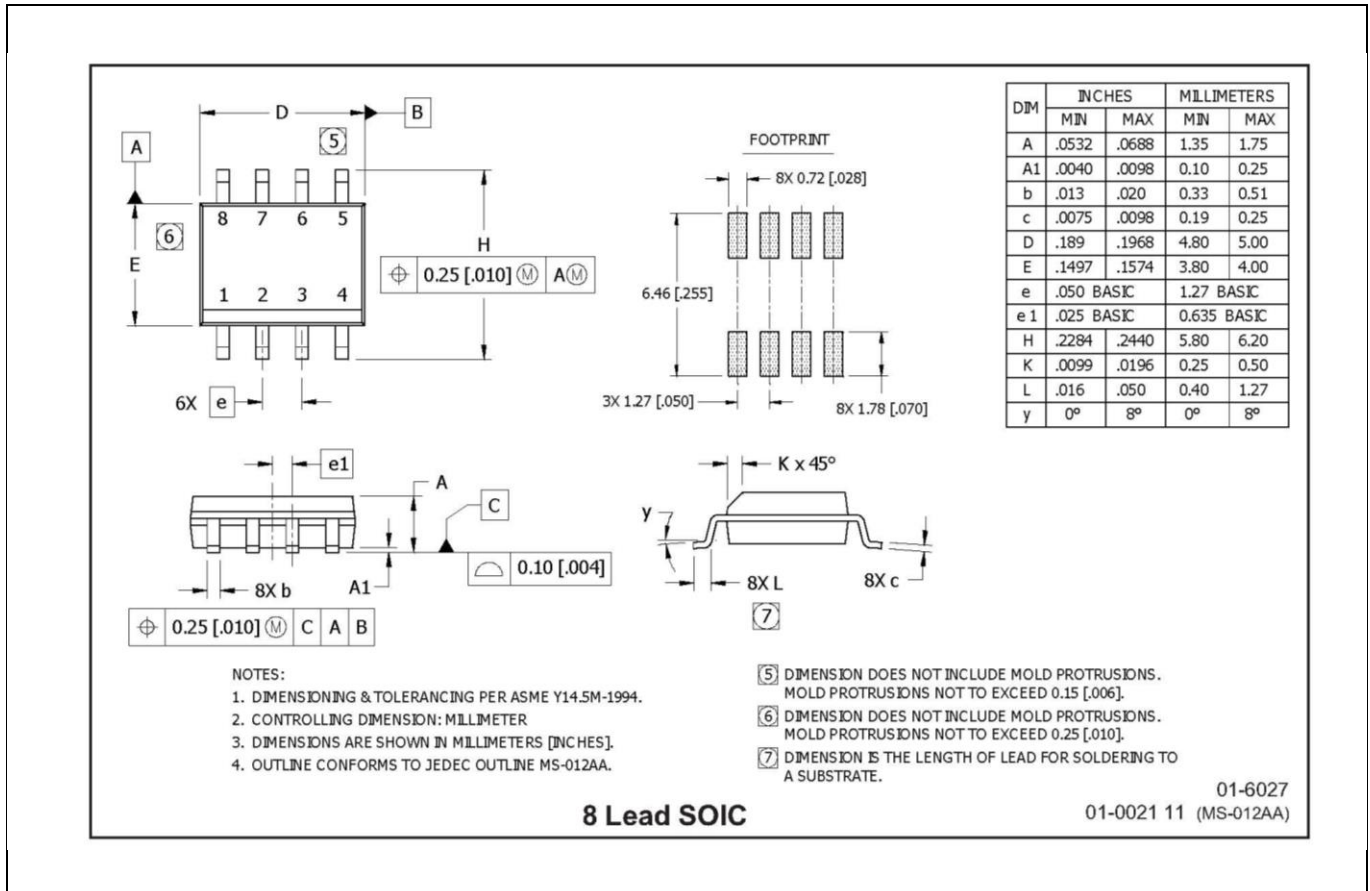 D
B
5
A
8 7 6 5
6
E
H
⌖ 0.25 [.010] Ⓜ AⓂ
1 2 3 4
6X e
FOOTPRINT
8X 0.72 [.028]
6.46 [.255]
3X 1.27 [.050]
8X 1.78 [.070]
DIM INCHES MILLIMETERS
MIN MAX MIN MAX
A .0532 .0688 1.35 1.75
A1 .0040 .0098 0.10 0.25
b .013 .020 0.33 0.51
c .0075 .0098 0.19 0.25
D .189 .1968 4.80 5.00
E .1497 .1574 3.80 4.00
e .050 BASIC 1.27 BASIC
e 1 .025 BASIC 0.635 BASIC
H .2284 .2440 5.80 6.20
K .0099 .0196 0.25 0.50
L .016 .050 0.40 1.27
y 0° 8° 0° 8°
e1
A
C
0.10 [.004]
8X b
A1
⌖ 0.25 [.010] Ⓜ C A B
K x 45°
y
8X L
8X c
7
NOTES:
1. DIMENSIONING & TOLERANCING PER ASME Y14.5M-1994.
2. CONTROLLING DIMENSION: MILLIMETER
3. DIMENSIONS ARE SHOWN IN MILLIMETERS [INCHES].
4. OUTLINE CONFORMS TO JEDEC OUTLINE MS-012AA.
5 DIMENSION DOES NOT INCLUDE MOLD PROTRUSIONS.
MOLD PROTRUSIONS NOT TO EXCEED 0.15 [.006].
6 DIMENSION DOES NOT INCLUDE MOLD PROTRUSIONS.
MOLD PROTRUSIONS NOT TO EXCEED 0.25 [.010].
7 DIMENSION IS THE LENGTH OF LEAD FOR SOLDERING TO
A SUBSTRATE.
8 Lead SOIC
01-6027
01-0021 11 (MS-012AA)